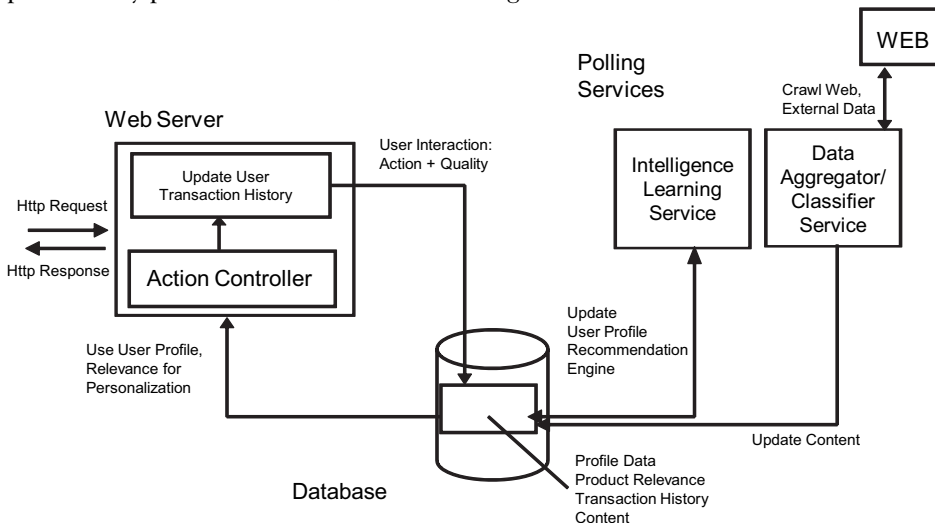 WEB
Polling
Services
Crawl Web,
External Data
Web Server
User Interaction:
Action + Quality
Update User
Transaction History
Intelligence
Learning
Service
Data
Aggregator/
Classifier
Service
Http Request
Http Response
Action Controller
Update
User Profile
Recommendation
Engine
Use User Profile,
Relevance for
Personalization
Update Content
Profile Data
Product Relevance
Transaction History
Content
Database